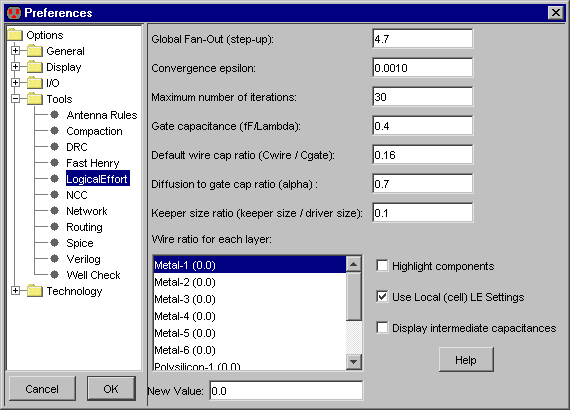 Preferences
Options
General
Display
I/O
Tools
Antenna Rules
Compaction
DRC
Fast Henry
LogicalEffort
NCC
Network
Routing
Spice
Verilog
Well Check
Technology
Cancel
OK
Global Fan-Out (step-up): 4.7
Convergence epsilon: 0.0010
Maximum number of iterations: 30
Gate capacitance (fF/Lambda): 0.4
Default wire cap ratio (Cwire / Cgate): 0.16
Diffusion to gate cap ratio (alpha) : 0.7
Keeper size ratio (keeper size / driver size): 0.1
Wire ratio for each layer:
Metal-1 (0.0)
Metal-2 (0.0)
Metal-3 (0.0)
Metal-4 (0.0)
Metal-5 (0.0)
Metal-6 (0.0)
Polysilicon-1 (0.0)
Highlight components
Use Local (cell) LE Settings
Display intermediate capacitances
Help
New Value: 0.0